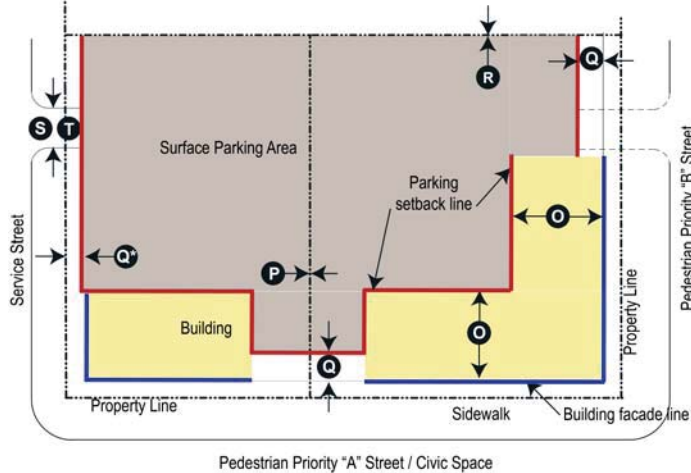 Q
R
S T
Surface Parking Area
Parking
setback line
O
Pedestrian Priority "B" Street
Service Street
Q*
P
Building
O
Property Line
Q
Property Line
Sidewalk
Building facade line
Pedestrian Priority "A" Street / Civic Space